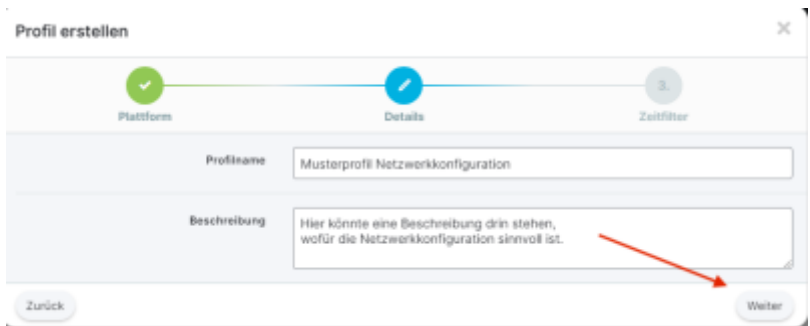 Profil erstellen
3.
Plattform Details Zeitfilter
Profilname Musterprofil Netzwerkkonfiguration
Beschreibung Hier könnte eine Beschreibung drin stehen,
wofür die Netzwerkkonfiguration sinnvoll ist.
Zurück Weiter